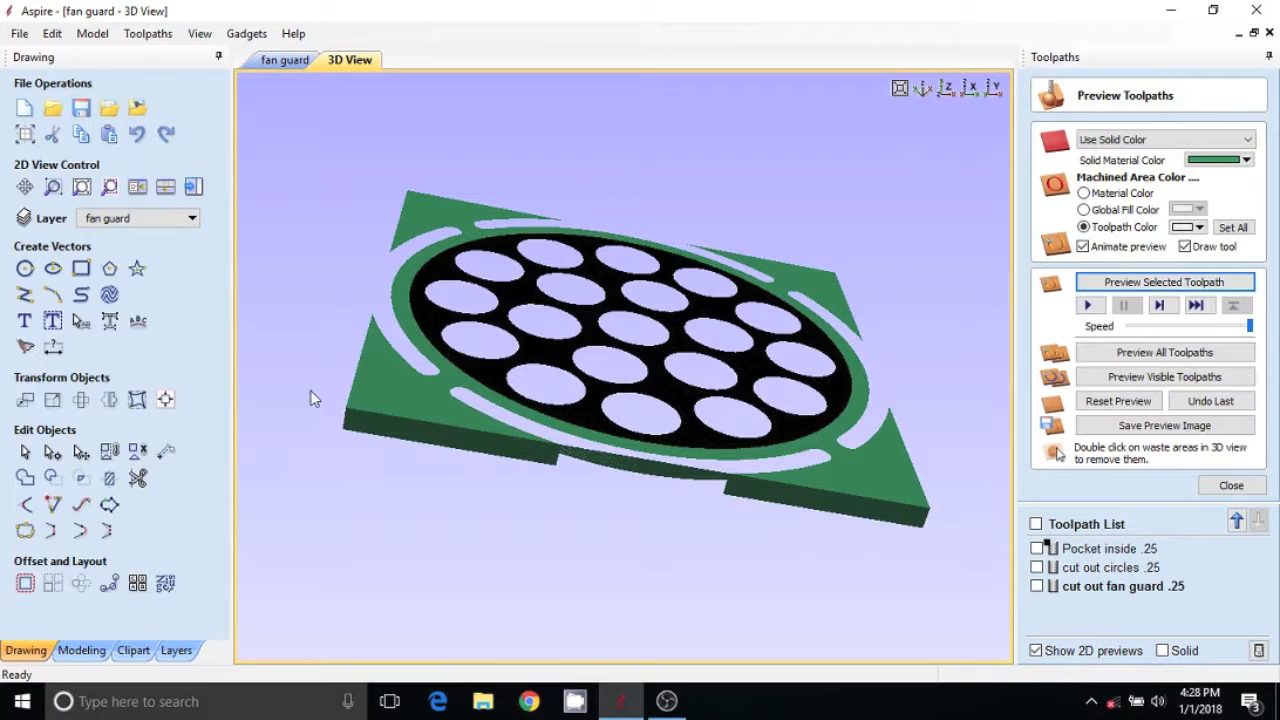 Aspire - [fan guard - 3D View]
File Edit Model Toolpaths View Gadgets Help
Drawing
File Operations
2D View Control
Layer fan guard
Create Vectors
Transform Objects
Edit Objects
Offset and Layout
Drawing Modeling Clipart Layers
Ready
fan guard 3D View
Z X Y
Toolpaths
Preview Toolpaths
Use Solid Color
Solid Material Color
Machined Area Color ....
Material Color
Global Fill Color
Toolpath Color Set All
Animate preview Draw tool
Preview Selected Toolpath
Speed
Preview All Toolpaths
Preview Visible Toolpaths
Reset Preview Undo Last
Save Preview Image
Double click on waste areas in 3D view
to remove them.
Close
Toolpath List
Pocket inside .25
cut out circles .25
cut out fan guard .25
Show 2D previews Solid
Type here to search
4:28 PM
1/1/2018
3